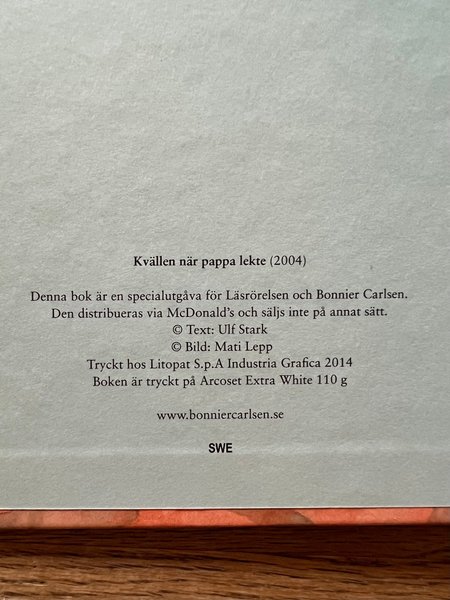 Kvällen när pappa lekte (2004)
Denna bok är en specialutgåva för Läsrörelsen och Bonnier Carlsen.
Den distribueras via McDonald's och säljs inte på annat sätt.
© Text: Ulf Stark
© Bild: Mati Lepp
Tryckt hos Litopat S.p.A Industria Grafica 2014
Boken är tryckt på Arcoset Extra White 110 g
www.bonniercarlsen.se
SWE